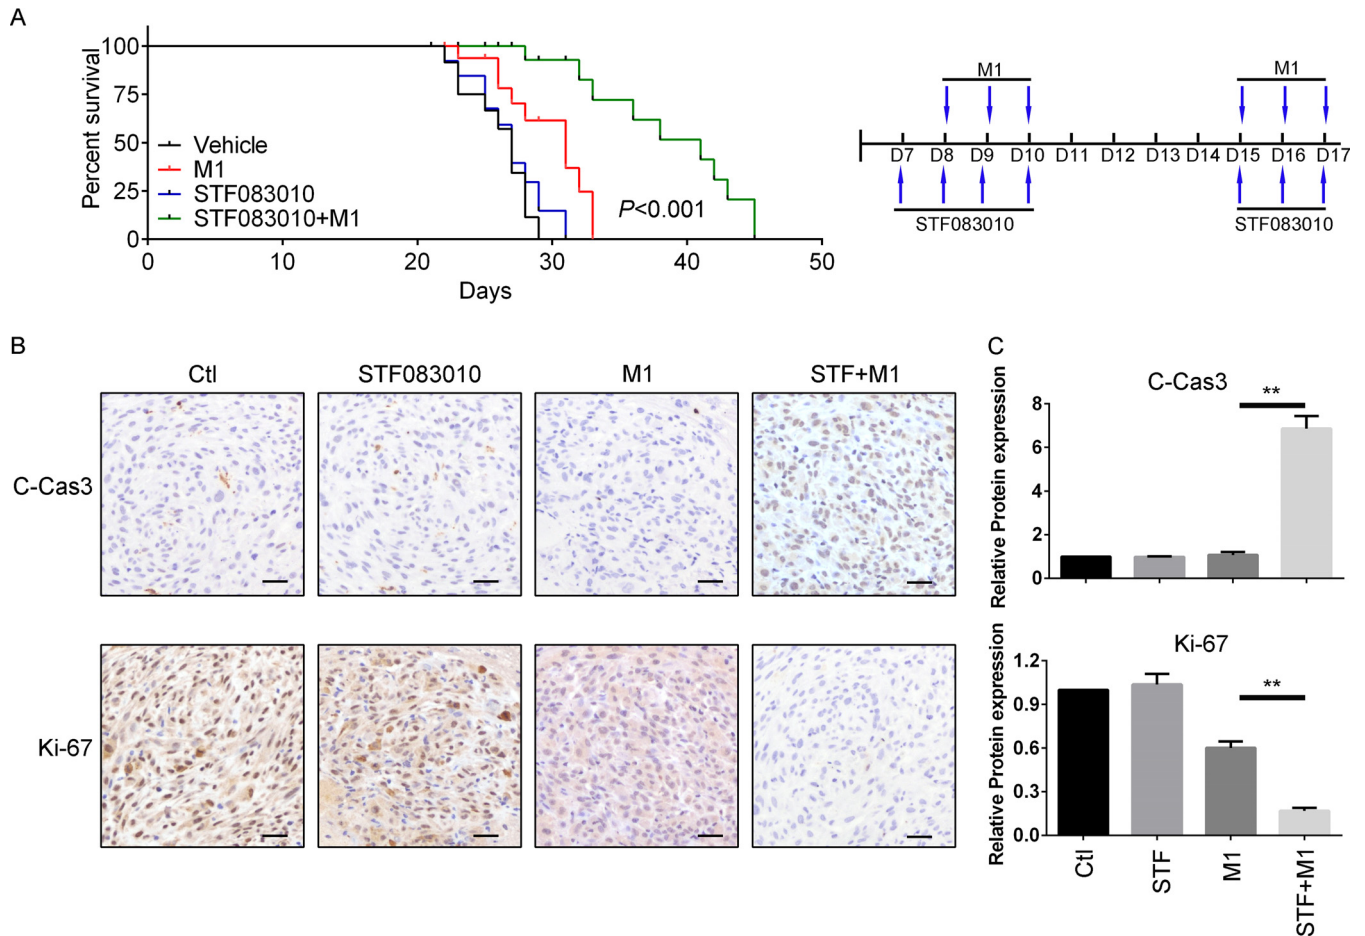 A
Percent survival
100
75
50
25
0
0 10 20 30 40 50
Days
Vehicle
M1
STF083010
STF083010+M1
P<0.001
M1 M1
D7 D8 D9 D10 D11 D12 D13 D14 D15 D16 D17
STF083010 STF083010
B
Ctl STF083010 M1 STF+M1
C-Cas3
Ki-67
C
C-Cas3
Relative Protein expression
8
6
4
2
0
**
Ki-67
Relative Protein expression
1.2
0.9
0.6
0.3
0.0
**
Ctl STF M1 STF+M1